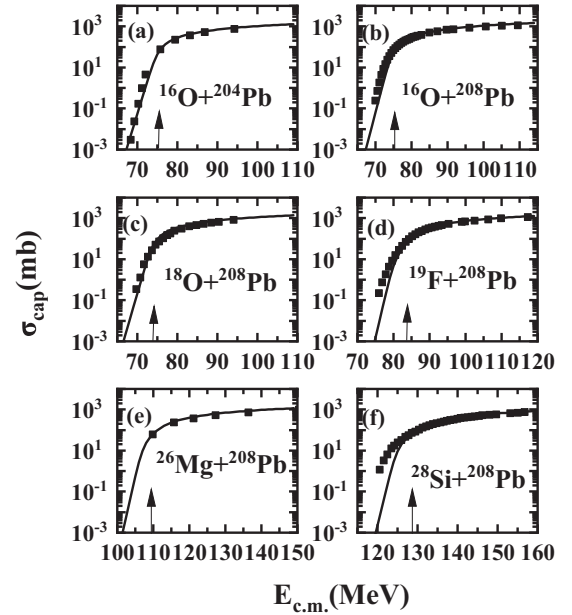 σcap(mb)
(a)
10³
10¹
10⁻¹
10⁻³
¹⁶O+²⁰⁴Pb
70 80 90 100 110
(b)
10³
10¹
10⁻¹
10⁻³
¹⁶O+²⁰⁸Pb
70 80 90 100 110
(c)
10³
10¹
10⁻¹
10⁻³
¹⁸O+²⁰⁸Pb
70 80 90 100 110
(d)
10³
10¹
10⁻¹
10⁻³
¹⁹F+²⁰⁸Pb
70 80 90 100 110 120
(e)
10³
10¹
10⁻¹
10⁻³
²⁶Mg+²⁰⁸Pb
100 110 120 130 140 150
(f)
10³
10¹
10⁻¹
10⁻³
²⁸Si+²⁰⁸Pb
120 130 140 150 160
E_c.m.(MeV)